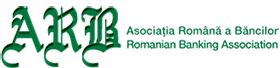 ARB
Asociația Română a Băncilor
Romanian Banking Association